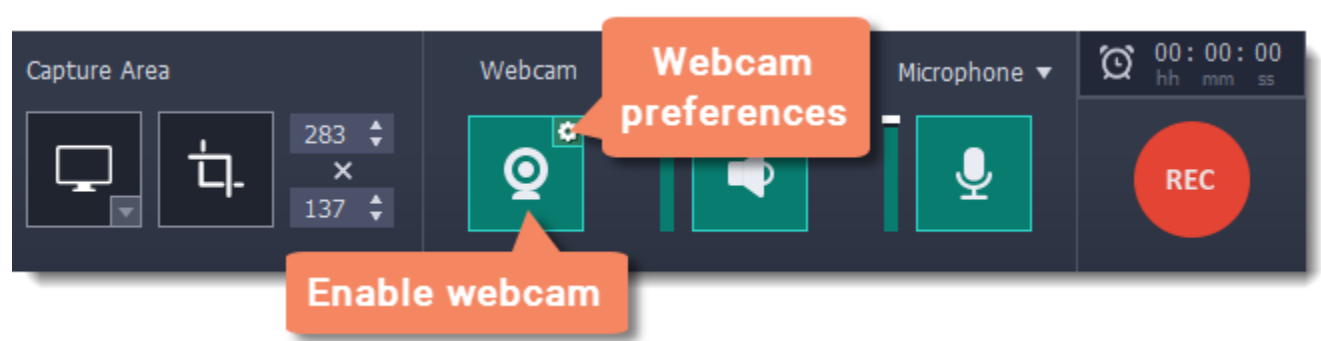 Capture Area
283
×
137
Webcam
Webcam
preferences
Enable webcam
Microphone
00:00:00
hh mm ss
REC